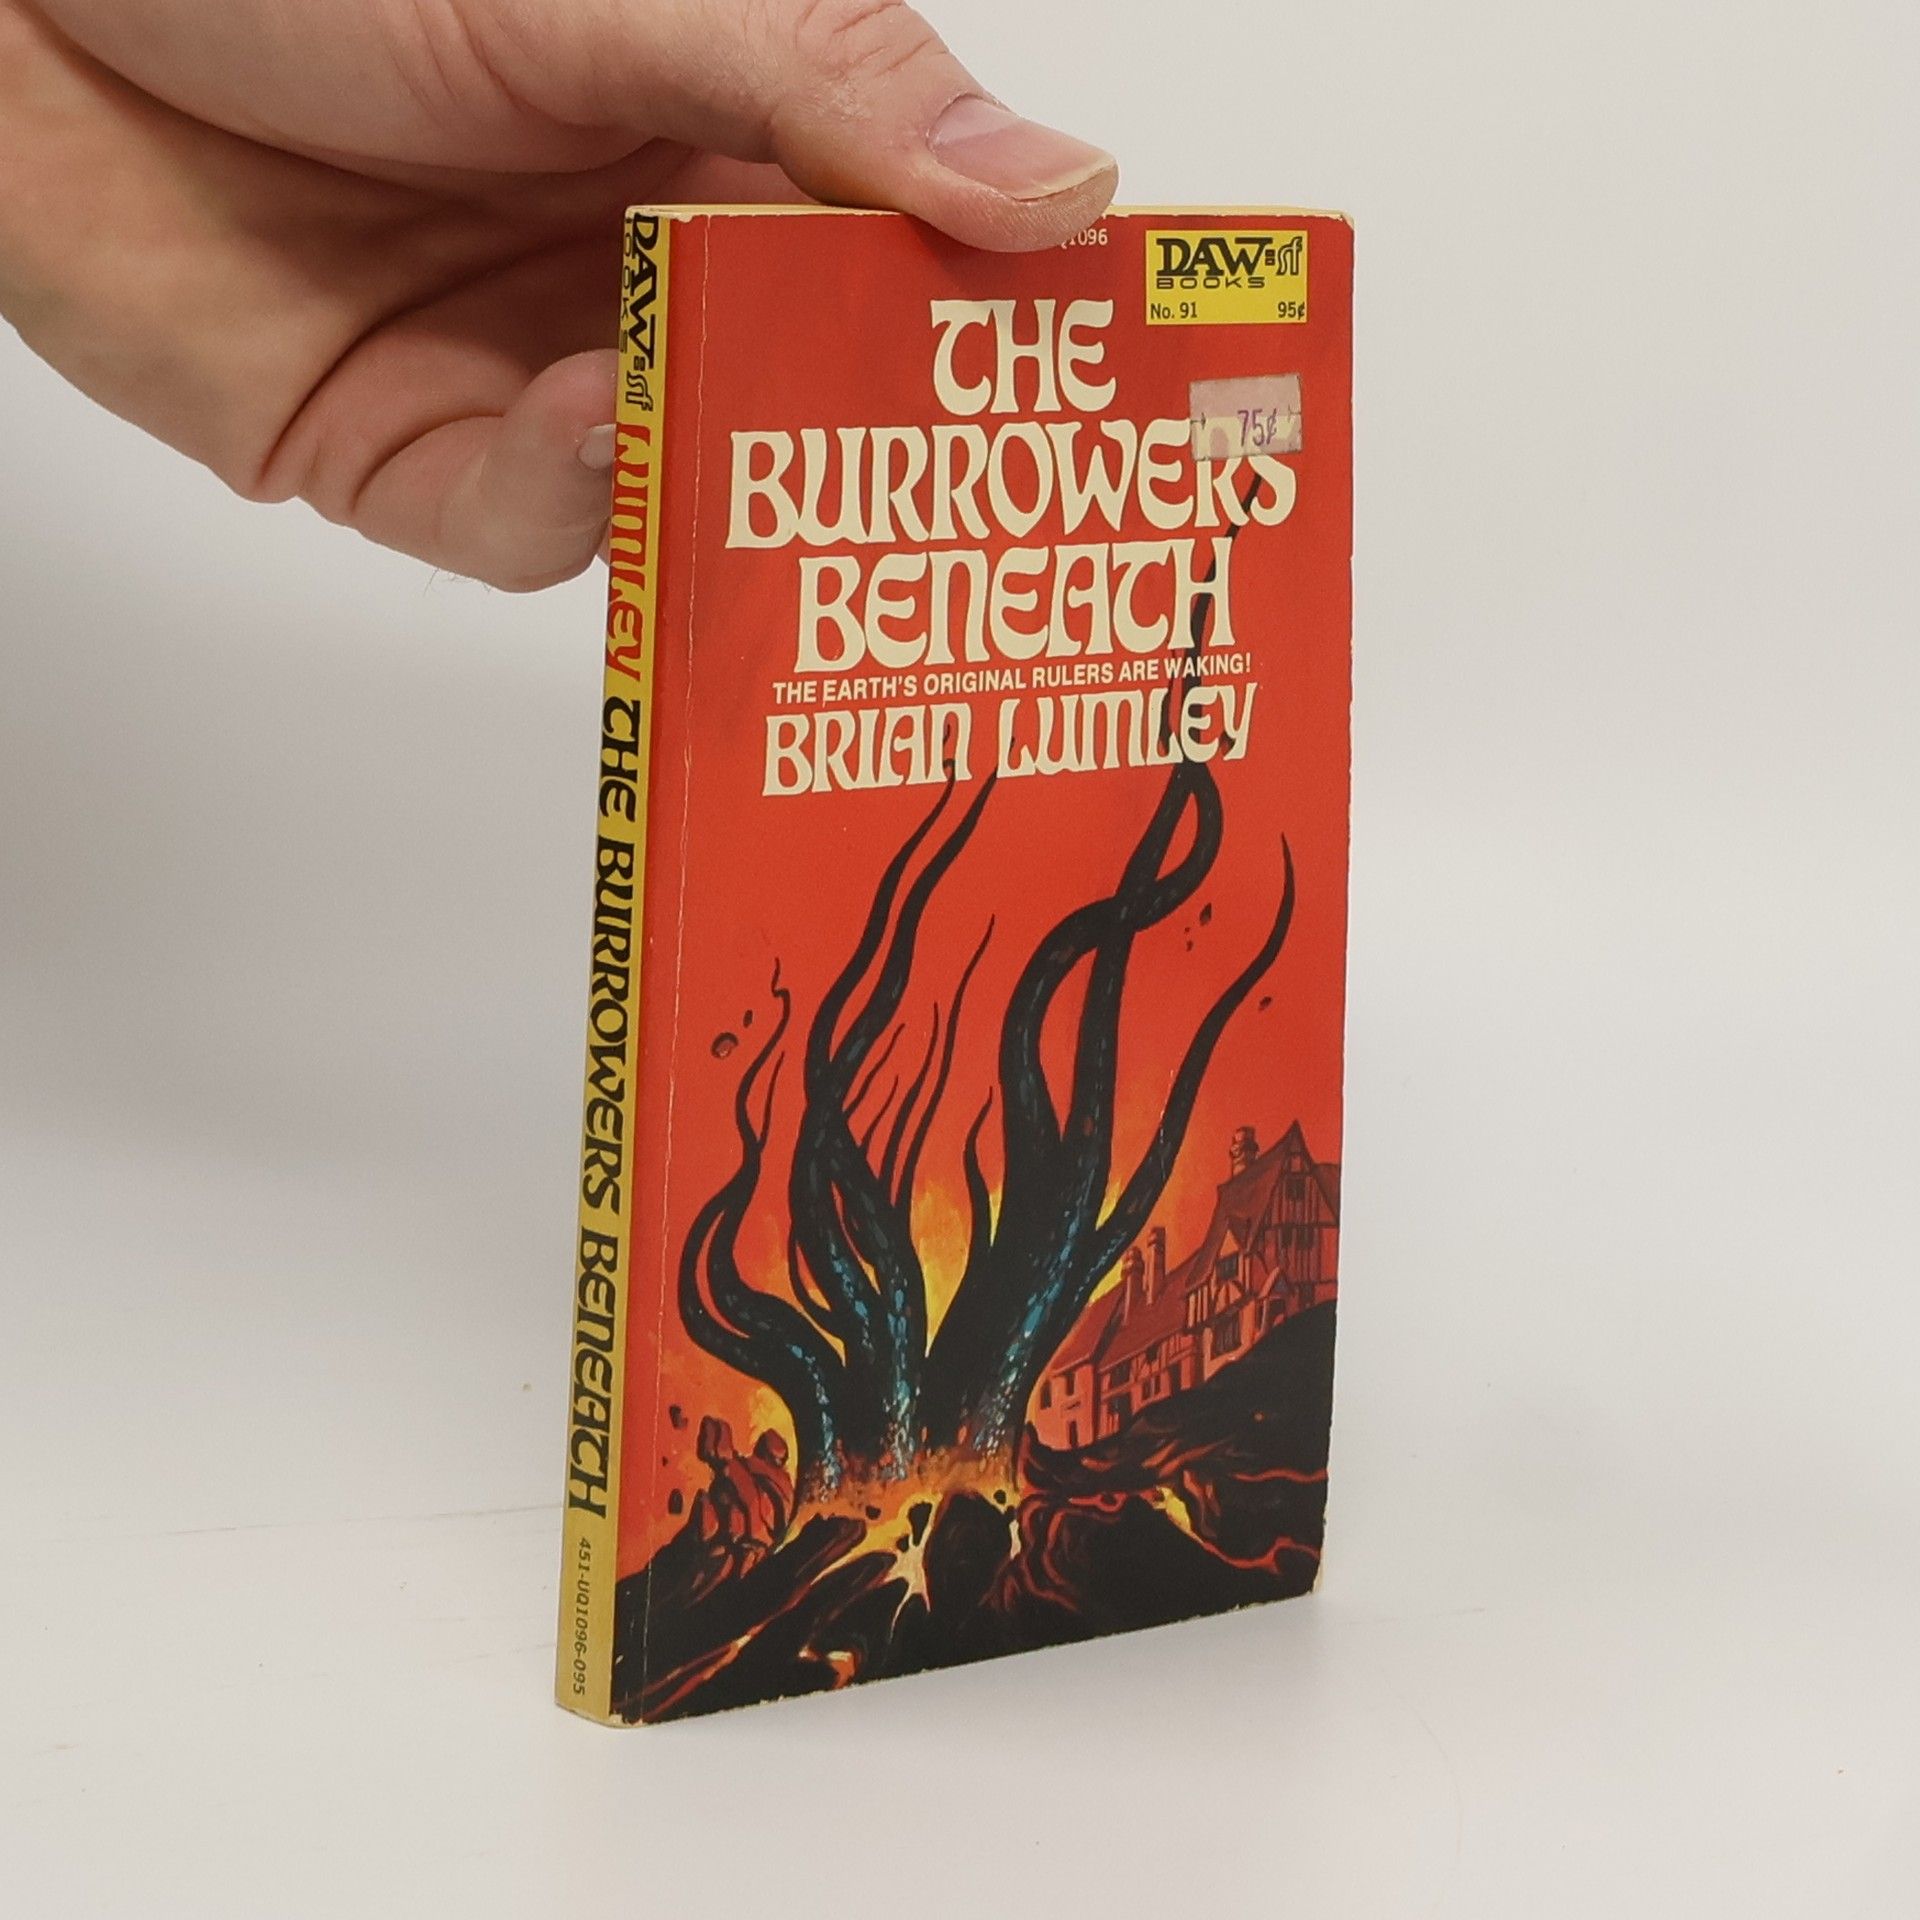 Q1096
DAW=sf
BOOKS
No. 91 95¢
THE
75¢
BURROWERS
BENEATH
THE EARTH'S ORIGINAL RULERS ARE WAKING!
BRIAN LUMLEY
DAW=sf
BOOKS
LUMLEY THE BURROWERS BENEATH
451-UQ1096-095